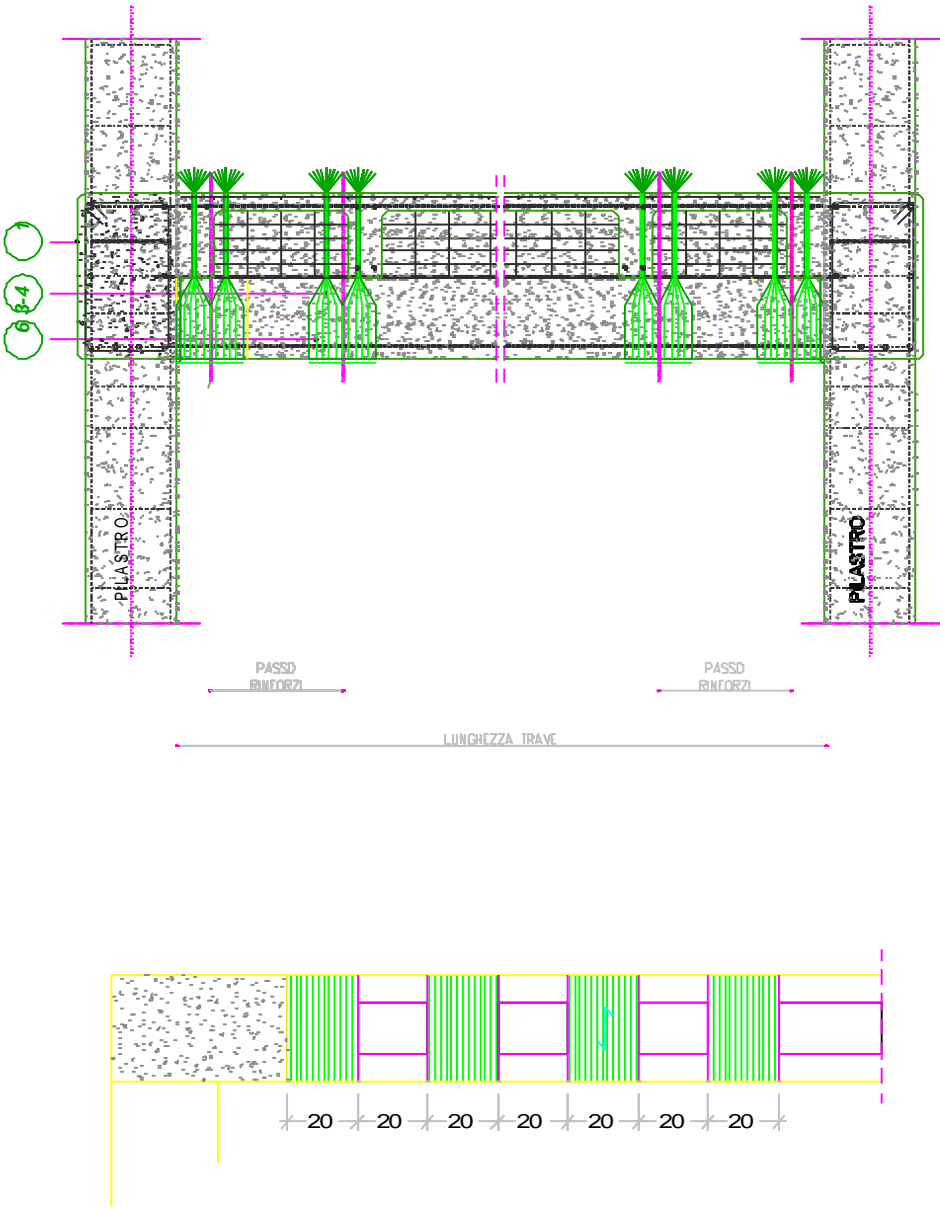 1
3-4
6
PILASTRO
PILASTRO
PASSO
RINFORZI
PASSO
RINFORZI
LUNGHEZZA TRAVE
20 20 20 20 20 20 20